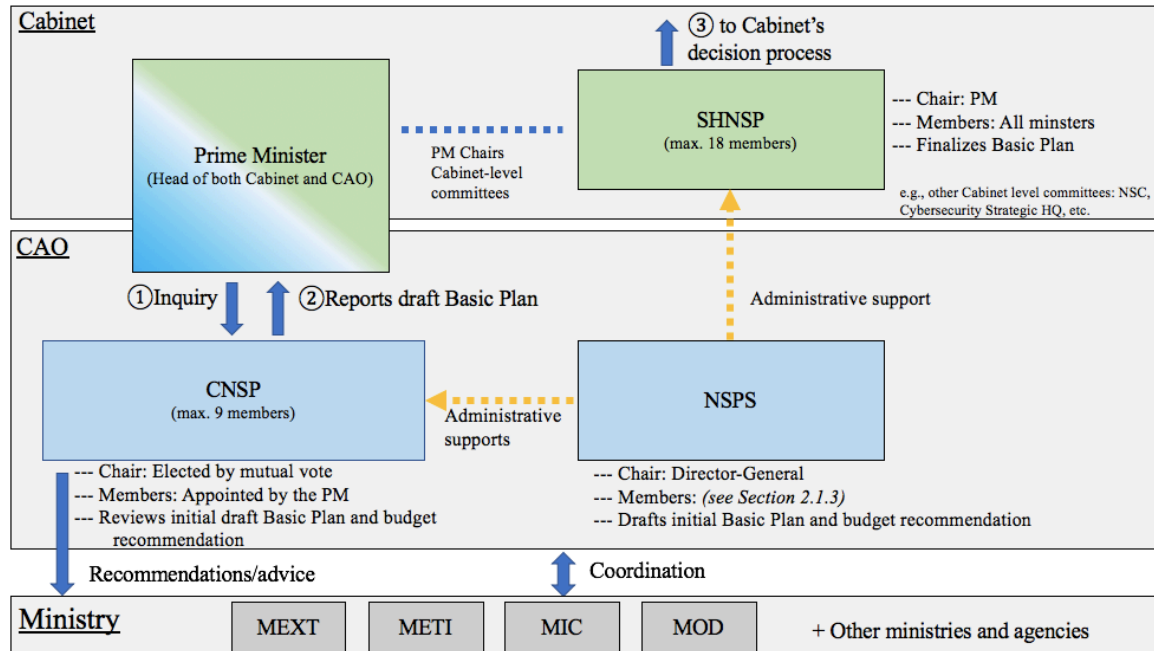 Cabinet
③ to Cabinet's
decision process
Prime Minister
(Head of both Cabinet and CAO)
PM Chairs
Cabinet-level
committees
SHNSP
(max. 18 members)
--- Chair: PM
--- Members: All minsters
--- Finalizes Basic Plan
e.g., other Cabinet level committees: NSC,
Cybersecurity Strategic HQ, etc.
CAO
①Inquiry
②Reports draft Basic Plan
Administrative support
CNSP
(max. 9 members)
Administrative
supports
NSPS
--- Chair: Elected by mutual vote
--- Members: Appointed by the PM
--- Reviews initial draft Basic Plan and budget
recommendation
--- Chair: Director-General
--- Members: (see Section 2.1.3)
--- Drafts initial Basic Plan and budget recommendation
Recommendations/advice
Coordination
Ministry
MEXT
METI
MIC
MOD
+ Other ministries and agencies